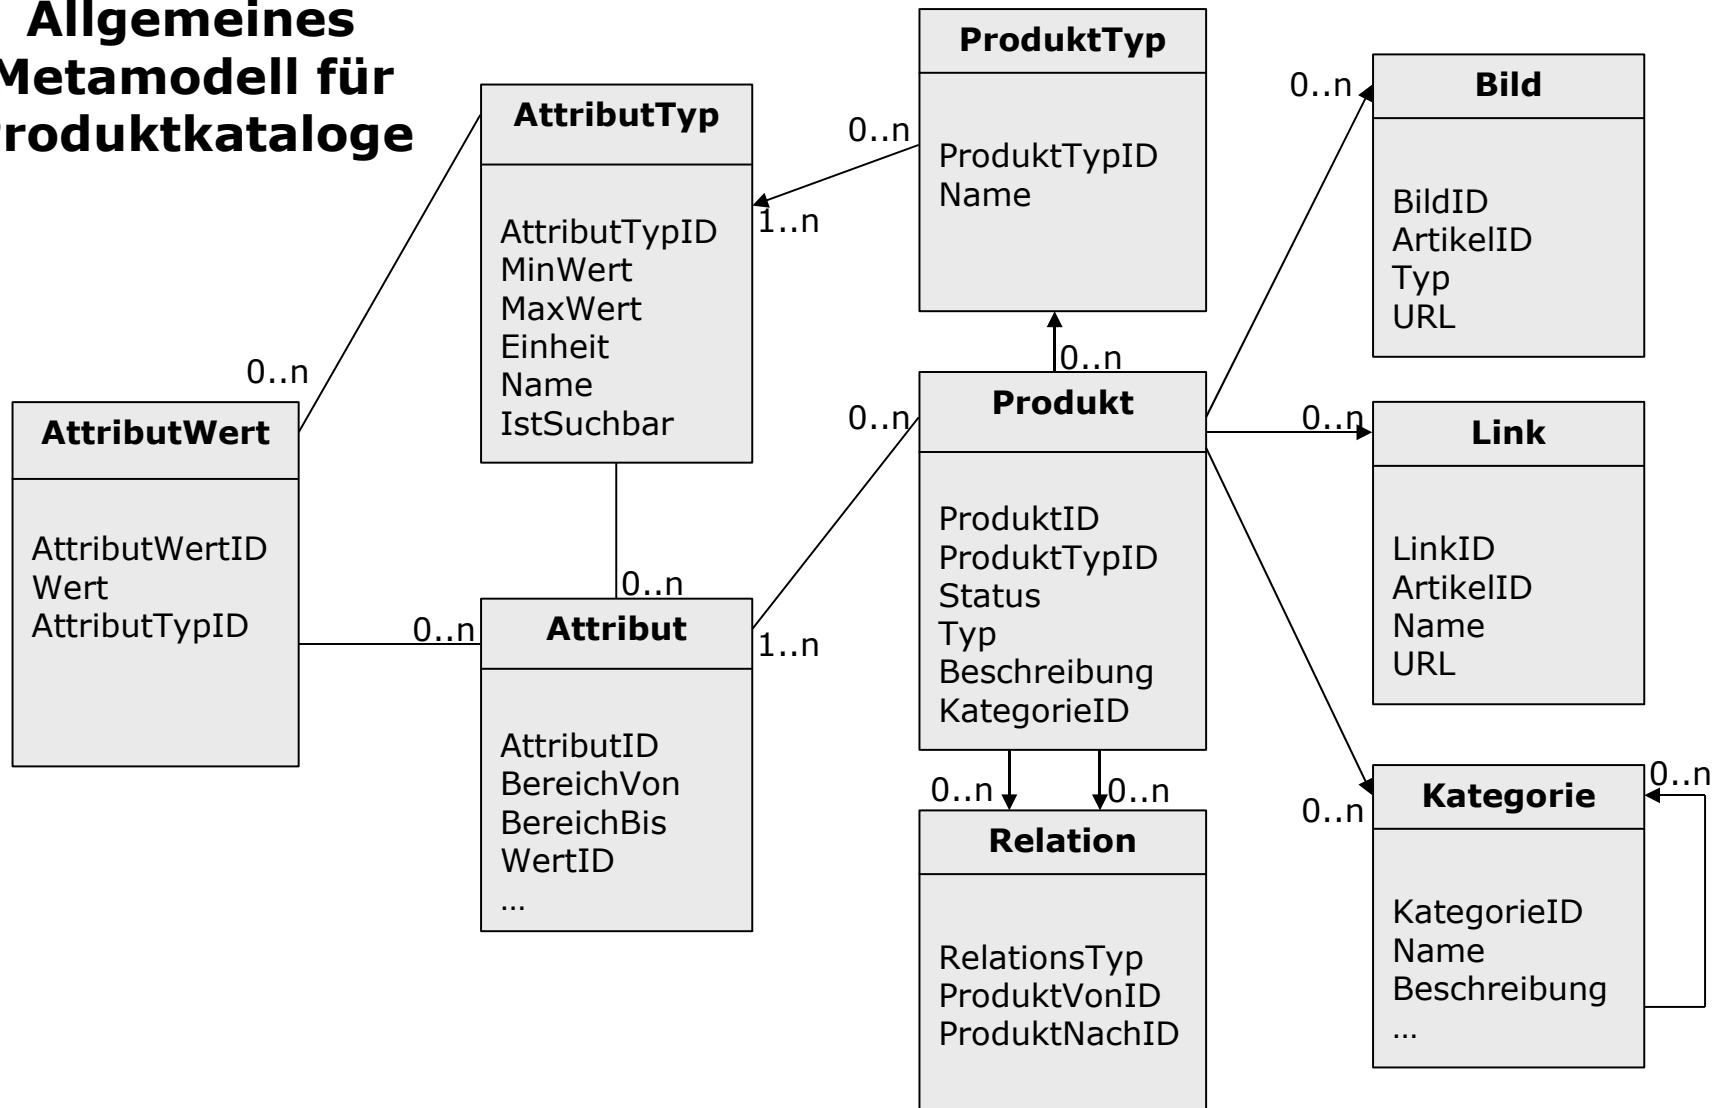 Allgemeines
Metamodell für
Produktkataloge
AttributTyp
AttributTypID
MinWert
MaxWert
Einheit
Name
IstSuchbar
ProduktTyp
ProduktTypID
Name
Bild
BildID
ArtikelID
Typ
URL
0..n
1..n
0..n
0..n
0..n
AttributWert
AttributWertID
Wert
AttributTypID
0..n
0..n
Attribut
AttributID
BereichVon
BereichBis
WertID
...
0..n
1..n
Produkt
ProduktID
ProduktTypID
Status
Typ
Beschreibung
KategorieID
0..n
Link
LinkID
ArtikelID
Name
URL
0..n
0..n
0..n
Relation
RelationsTyp
ProduktVonID
ProduktNachID
0..n
0..n
Kategorie
KategorieID
Name
Beschreibung
...